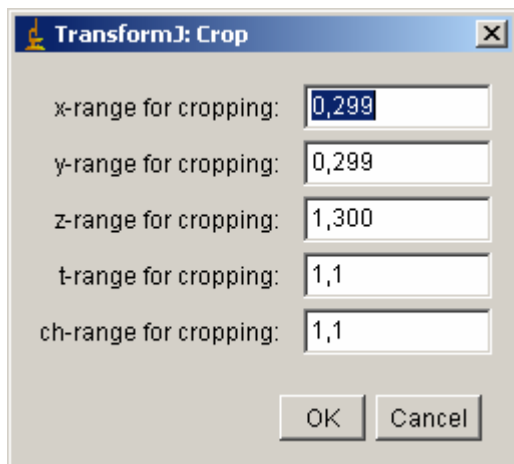 TransformJ: Crop
x-range for cropping: 0,299
y-range for cropping: 0,299
z-range for cropping: 1,300
t-range for cropping: 1,1
ch-range for cropping: 1,1
OK Cancel